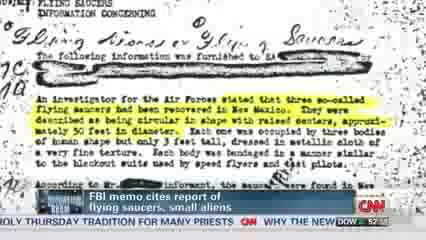 FLYING SAUCERS
INFORMATION CONCERNING
Flying Discs or Flying Saucers
The following information was furnished to SA
An investigator for the Air Forces stated that three so-called
flying saucers had been recovered in New Mexico. They were
described as being circular in shape with raised centers, approxi-
mately 50 feet in diameter. Each one was occupied by three bodies
of human shape but only 3 feet tall, dressed in metallic cloth of
a very fine texture. Each body was bandaged in a manner similar
to the blackout suits used by speed flyers and test pilots.
According to Mr. informant, the saucers were found in New
FBI memo cites report of
flying saucers, small aliens
CNN
HOLY THURSDAY TRADITION FOR MANY PRIESTS CNN WHY THE NEW DOW 52.58